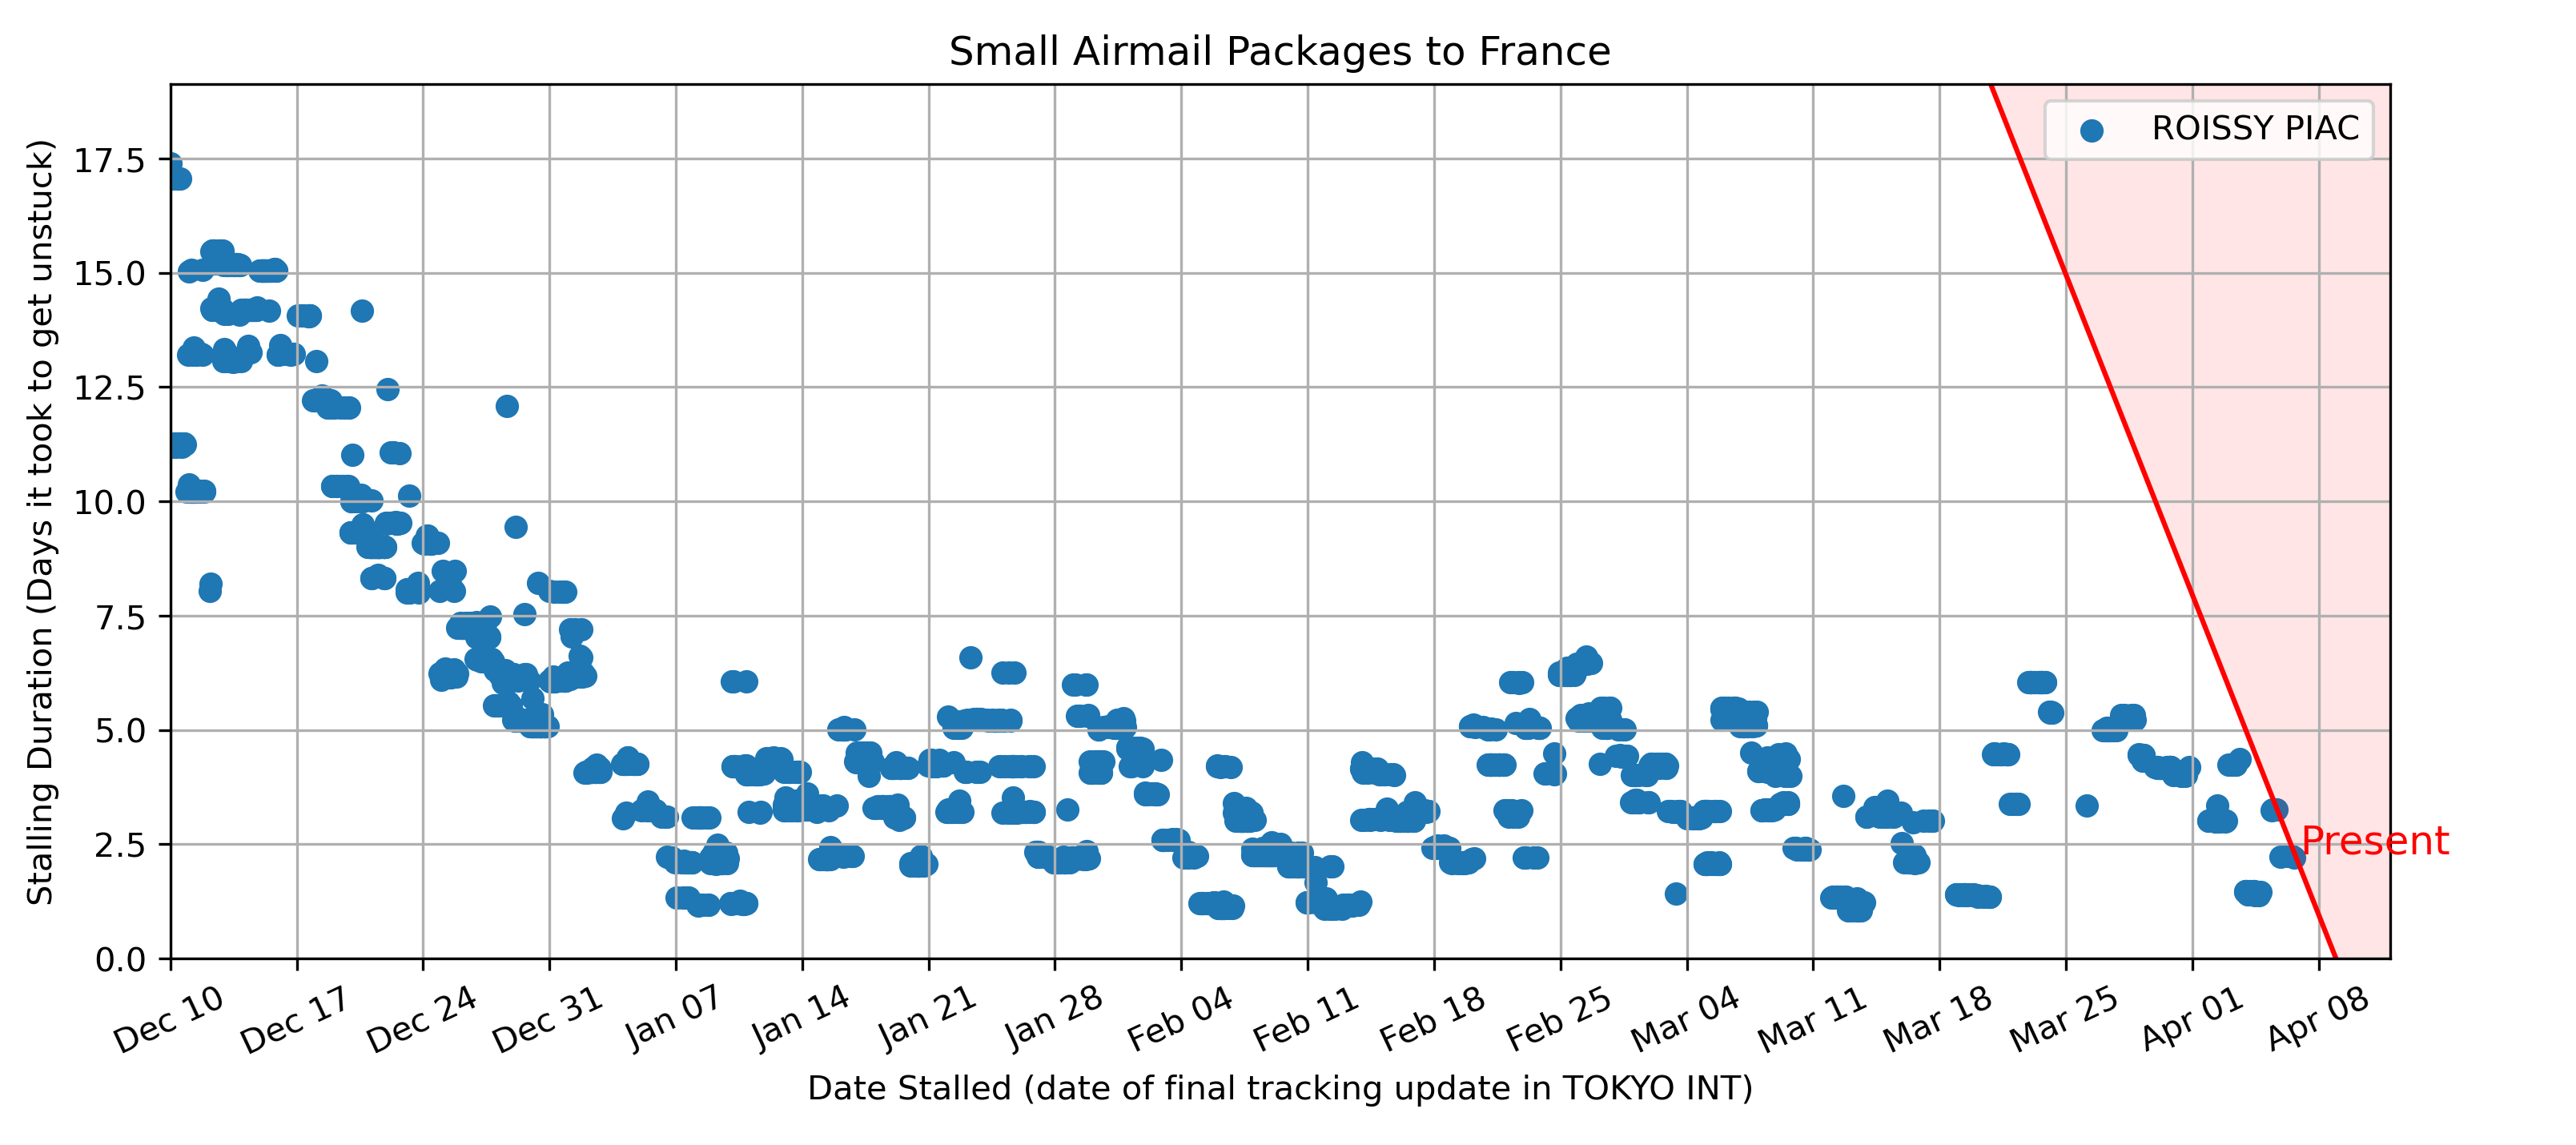 Small Airmail Packages to France
ROISSY PIAC
Stalling Duration (Days it took to get unstuck)
17.5
15.0
12.5
10.0
7.5
5.0
2.5
0.0
Present
Dec 10
Dec 17
Dec 24
Dec 31
Jan 07
Jan 14
Jan 21
Jan 28
Feb 04
Feb 11
Feb 18
Feb 25
Mar 04
Mar 11
Mar 18
Mar 25
Apr 01
Apr 08
Date Stalled (date of final tracking update in TOKYO INT)